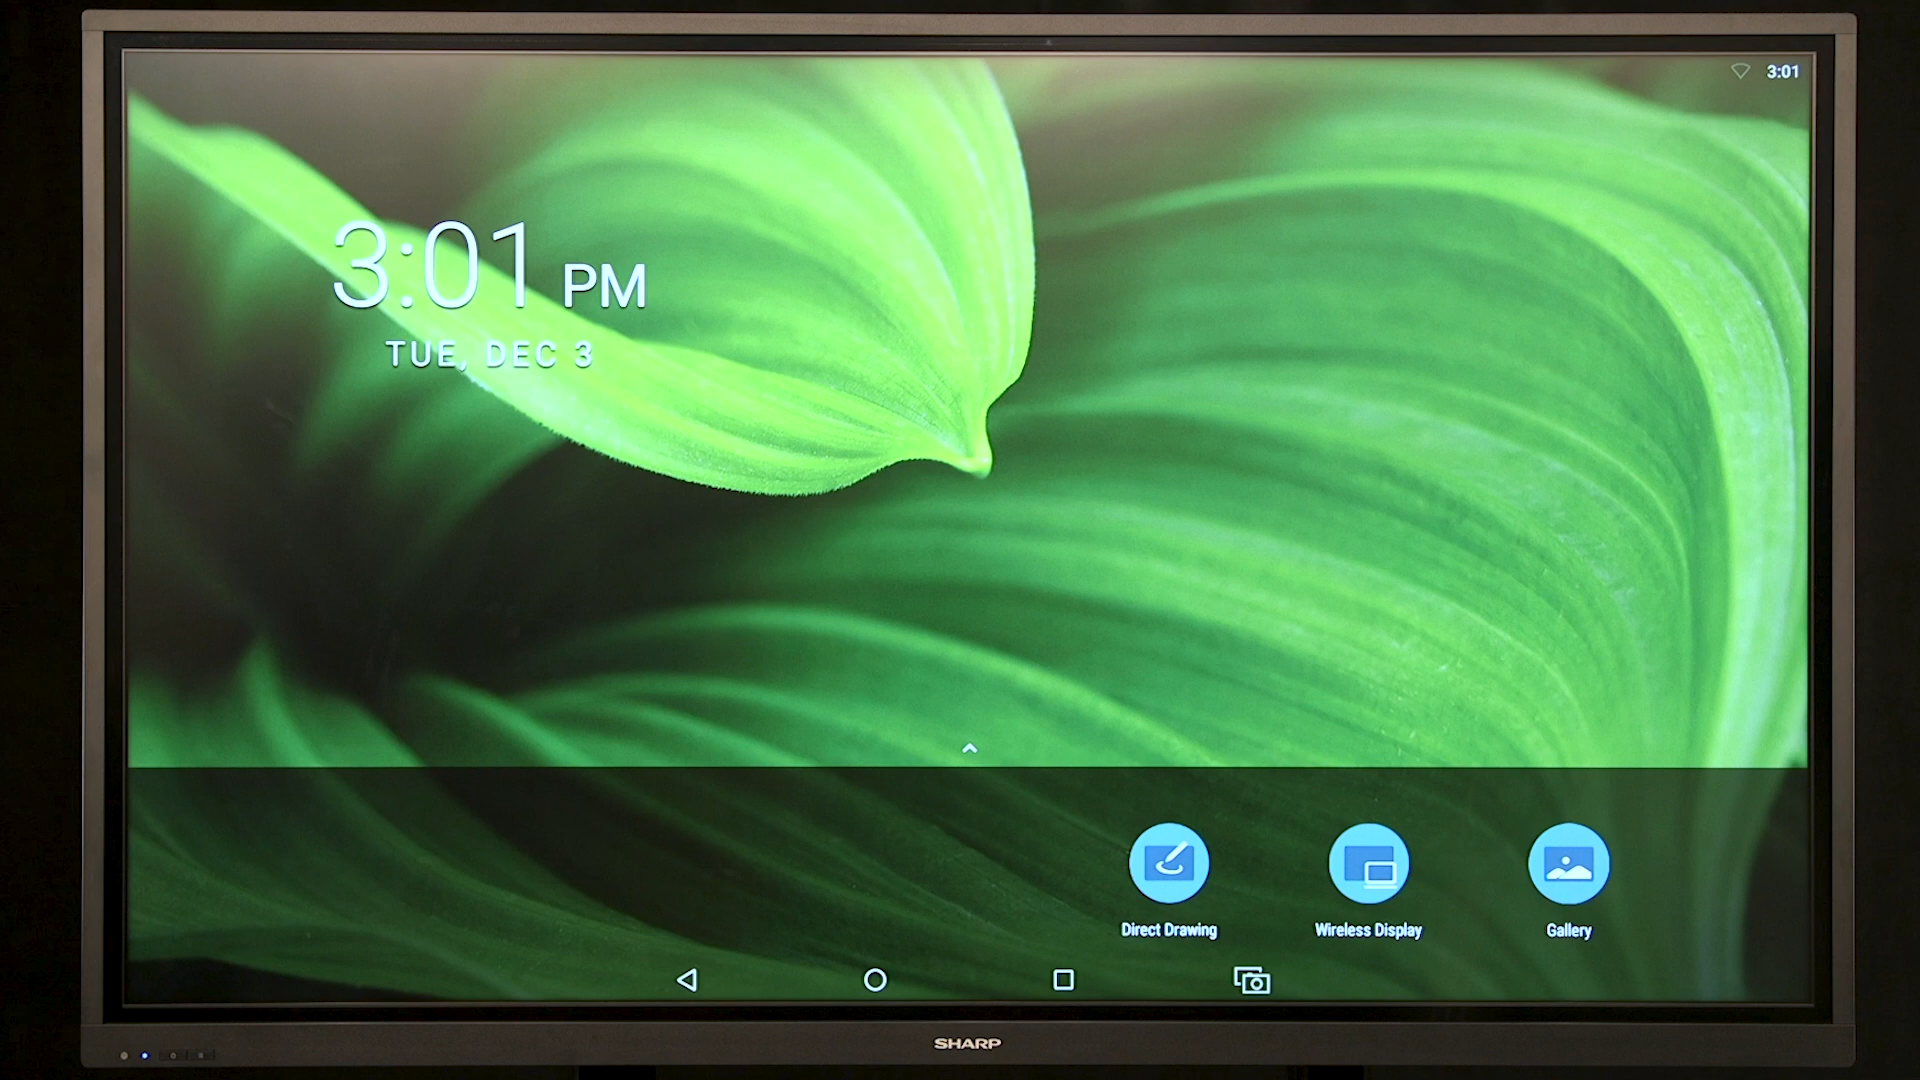 3:01
3:01 PM
TUE, DEC 3
Direct Drawing
Wireless Display
Gallery
SHARP